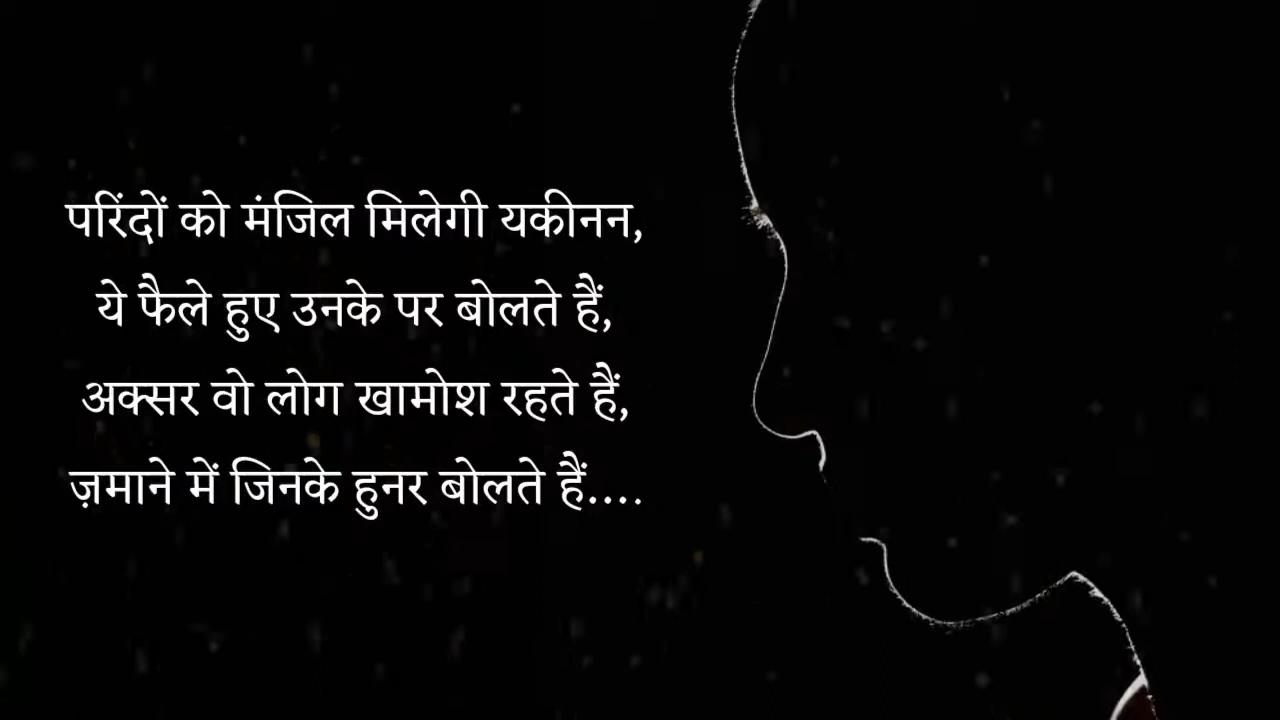 परिंदों को मंजिल मिलेगी यकीनन,
ये फैले हुए उनके पर बोलते हैं,
अक्सर वो लोग खामोश रहते हैं,
ज़माने में जिनके हुनर बोलते हैं....